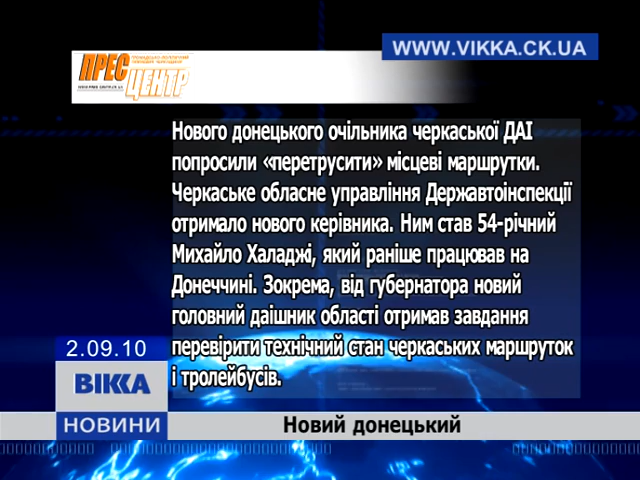 WWW.VIKKA.CK.UA
ПРЕС
ЦЕНТР
Нового донецького очільника черкаської ДАІ
попросили «перетрусити» місцеві маршрутки.
Черкаське обласне управління Державтоінспекції
отримало нового керівника. Ним став 54-річний
Михайло Халаджі, який раніше працював на
Донеччині. Зокрема, від губернатора новий
головний даішник області отримав завдання
перевірити технічний стан черкаських маршруток
і тролейбусів.
2.09.10
ВІККА
НОВИНИ
Новий донецький